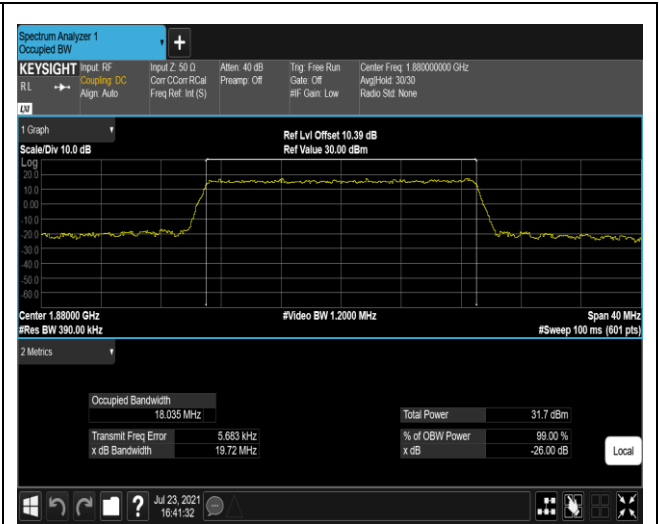 Spectrum Analyzer 1
Occupied BW
+
KEYSIGHT Input: RF Input Z: 50 Ω Atten: 40 dB Trig: Free Run Center Freq: 1.880000000 GHz
RL Coupling: DC Corr CCorr RCal Preamp: Off Gate: Off Avg|Hold: 30/30
Align: Auto Freq Ref: Int (S) #IF Gain: Low Radio Std: None
LXI
1 Graph Ref Lvl Offset 10.39 dB
Scale/Div 10.0 dB Ref Value 30.00 dBm
Log
20.0
10.0
0.00
-10.0
-20.0
-30.0
-40.0
-50.0
-60.0
Center 1.88000 GHz #Video BW 1.2000 MHz Span 40 MHz
#Res BW 390.00 kHz #Sweep 100 ms (601 pts)
2 Metrics
Occupied Bandwidth
18.035 MHz Total Power 31.7 dBm
Transmit Freq Error 5.683 kHz % of OBW Power 99.00 %
x dB Bandwidth 19.72 MHz x dB -26.00 dB
Local
? Jul 23, 2021
16:41:32